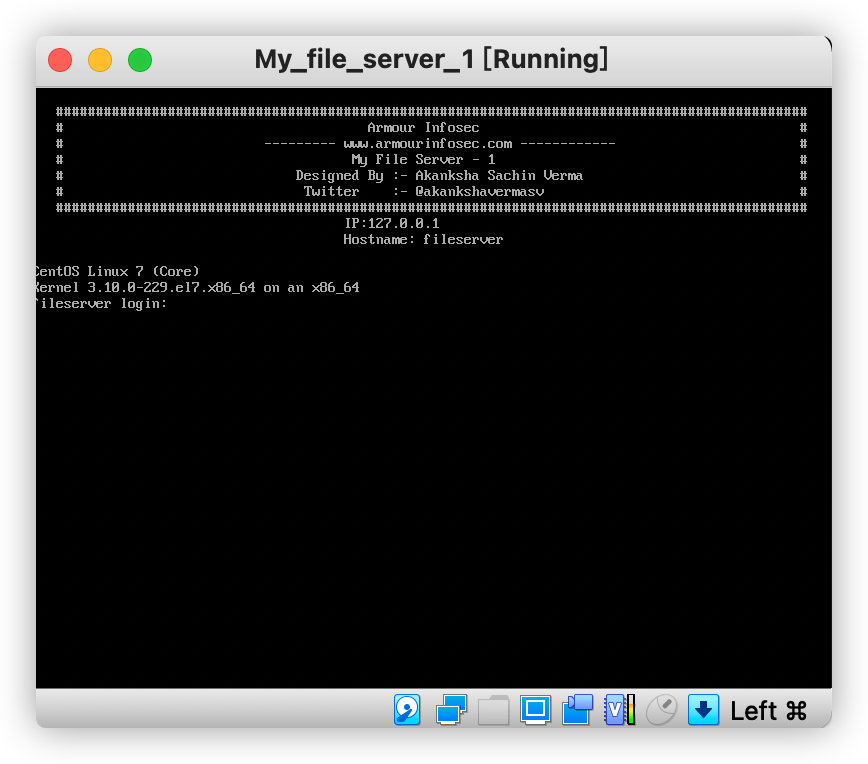 My_file_server_1 [Running]
###############################################################################################
# Armour Infosec #
# --------- www.armourinfosec.com ------------ #
# My File Server - 1 #
# Designed By :- Akanksha Sachin Verma #
# Twitter :- @akankshavermasv #
###############################################################################################
IP:127.0.0.1
Hostname: fileserver
CentOS Linux 7 (Core)
Kernel 3.10.0-229.el7.x86_64 on an x86_64
fileserver login:
V
Left ⌘